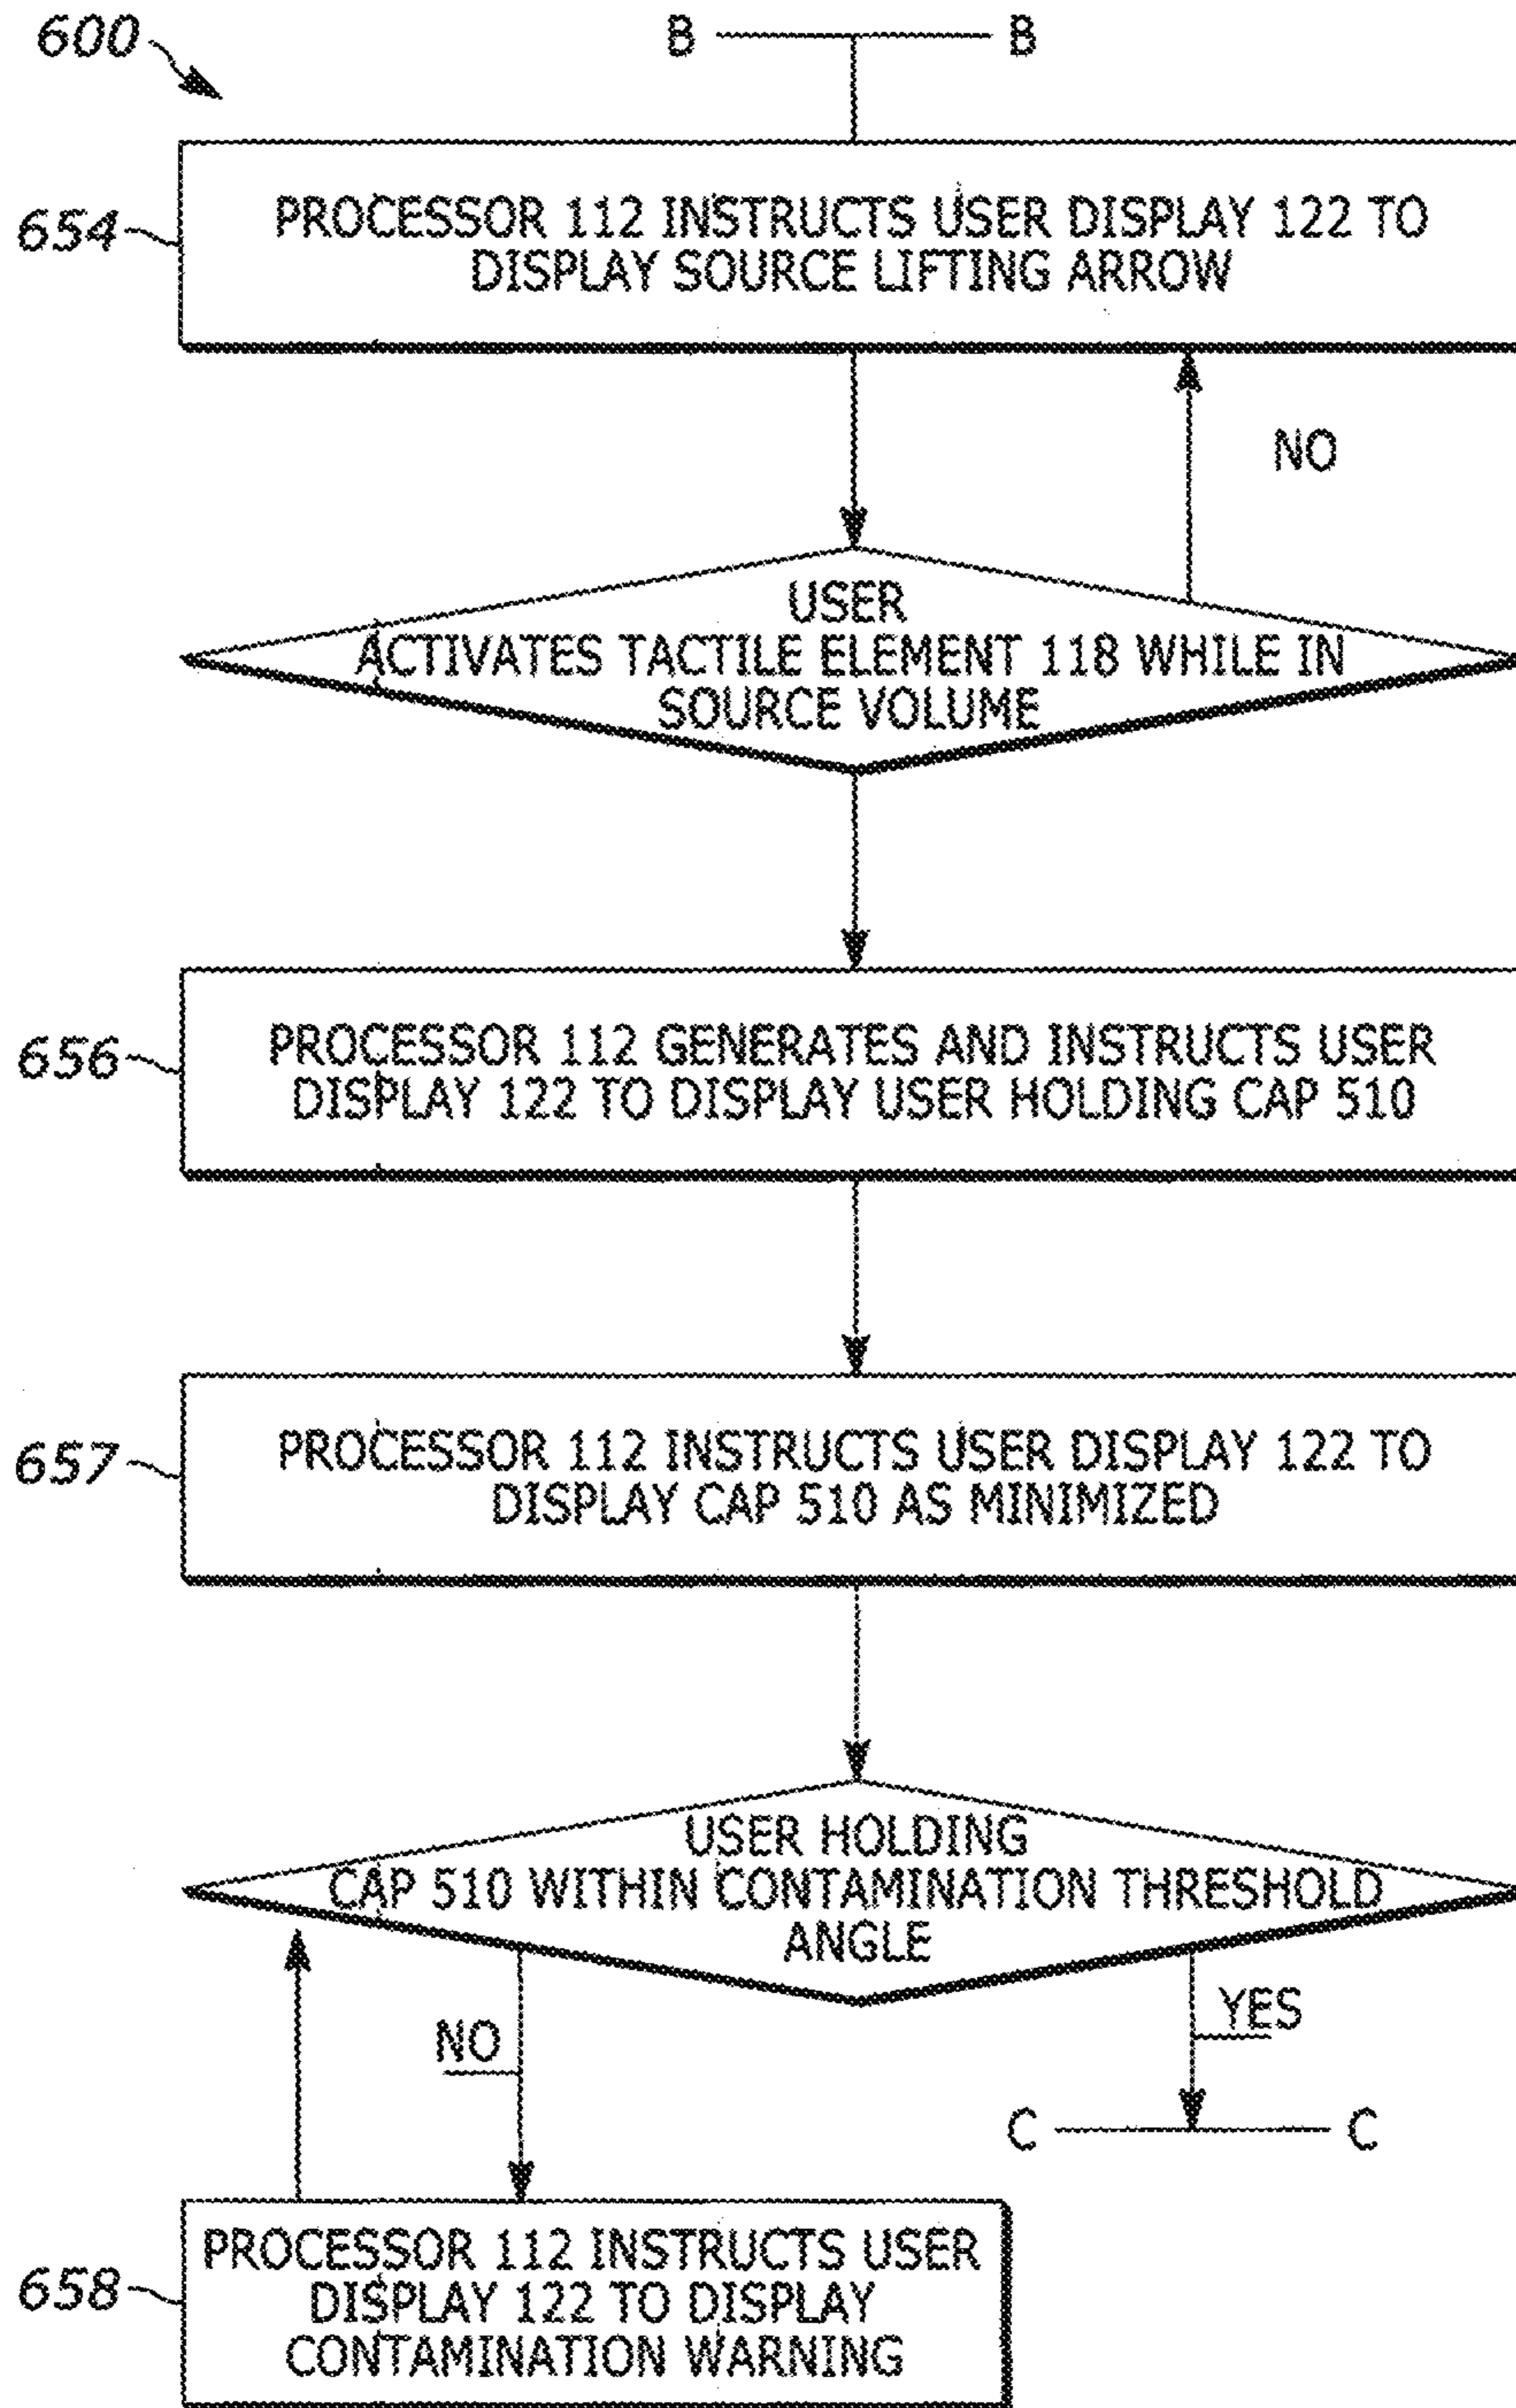 600
B B
654
PROCESSOR 112 INSTRUCTS USER DISPLAY 122 TO
DISPLAY SOURCE LIFTING ARROW
NO
USER
ACTIVATES TACTILE ELEMENT 118 WHILE IN
SOURCE VOLUME
656
PROCESSOR 112 GENERATES AND INSTRUCTS USER
DISPLAY 122 TO DISPLAY USER HOLDING CAP 510
657
PROCESSOR 112 INSTRUCTS USER DISPLAY 122 TO
DISPLAY CAP 510 AS MINIMIZED
USER HOLDING
CAP 510 WITHIN CONTAMINATION THRESHOLD
ANGLE
NO
YES
C C
658
PROCESSOR 112 INSTRUCTS USER
DISPLAY 122 TO DISPLAY
CONTAMINATION WARNING